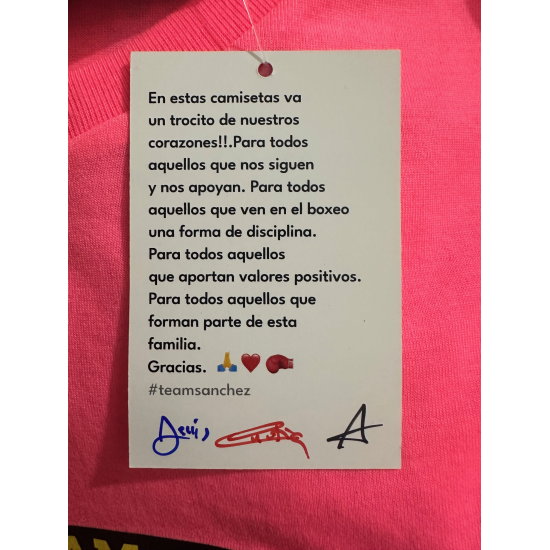 En estas camisetas va
un trocito de nuestros
corazones!!.Para todos
aquellos que nos siguen
y nos apoyan. Para todos
aquellos que ven en el boxeo
una forma de disciplina.
Para todos aquellos
que aportan valores positivos.
Para todos aquellos que
forman parte de esta
familia.
Gracias. 🙏❤️🥊
#teamsanchez